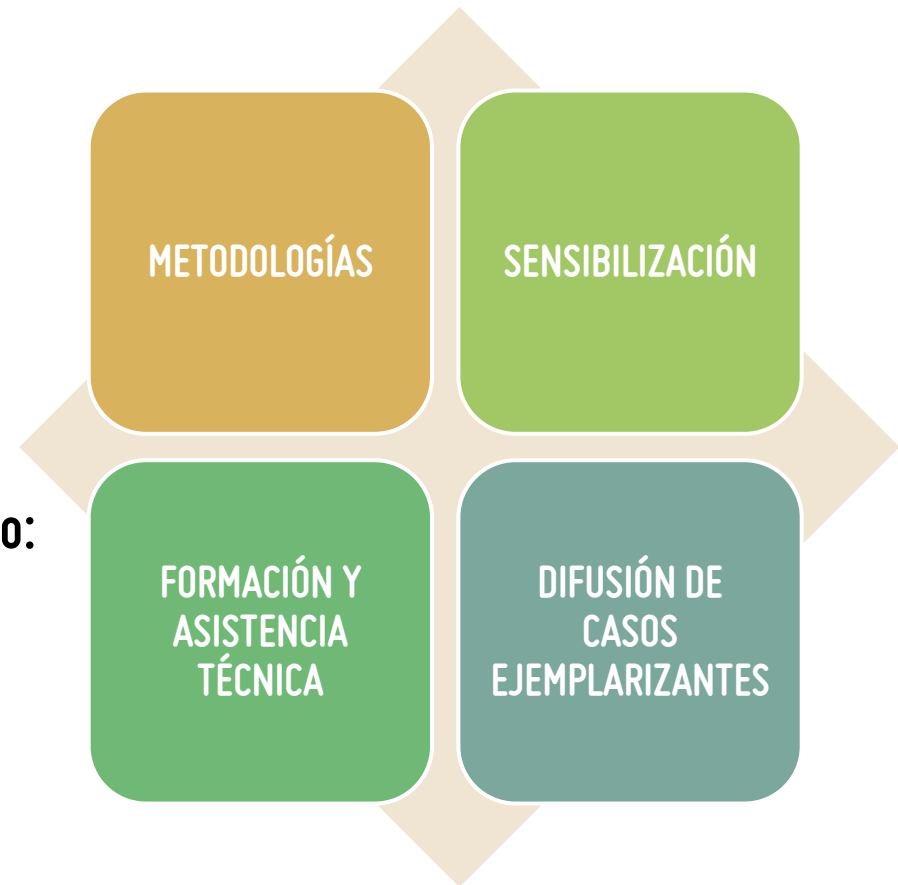 METODOLOGÍAS
SENSIBILIZACIÓN
o:
FORMACIÓN Y
ASISTENCIA
TÉCNICA
DIFUSIÓN DE
CASOS
EJEMPLARIZANTES